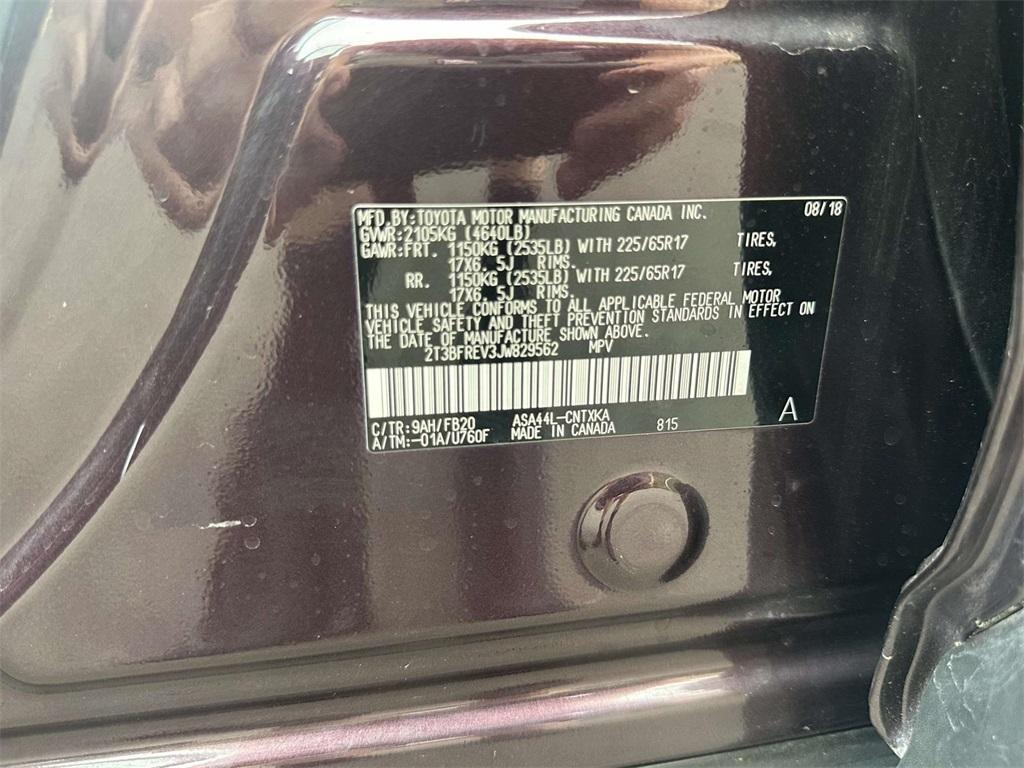 MFD. BY: TOYOTA MOTOR MANUFACTURING CANADA INC. 08/18
GVWR: 2105KG (4640LB)
GAWR: FRT. 1150KG (2535LB) WITH 225/65R17 TIRES,
17X6. 5J RIMS.
RR. 1150KG (2535LB) WITH 225/65R17 TIRES,
17X6. 5J RIMS.
THIS VEHICLE CONFORMS TO ALL APPLICABLE FEDERAL MOTOR
VEHICLE SAFETY AND THEFT PREVENTION STANDARDS IN EFFECT ON
THE DATE OF MANUFACTURE SHOWN ABOVE.
2T3BFREV3JW829562 MPV
C/TR: 9AH/FB20 ASA44L-CNTXKA 815 A
A/TM:-01A/U760F MADE IN CANADA